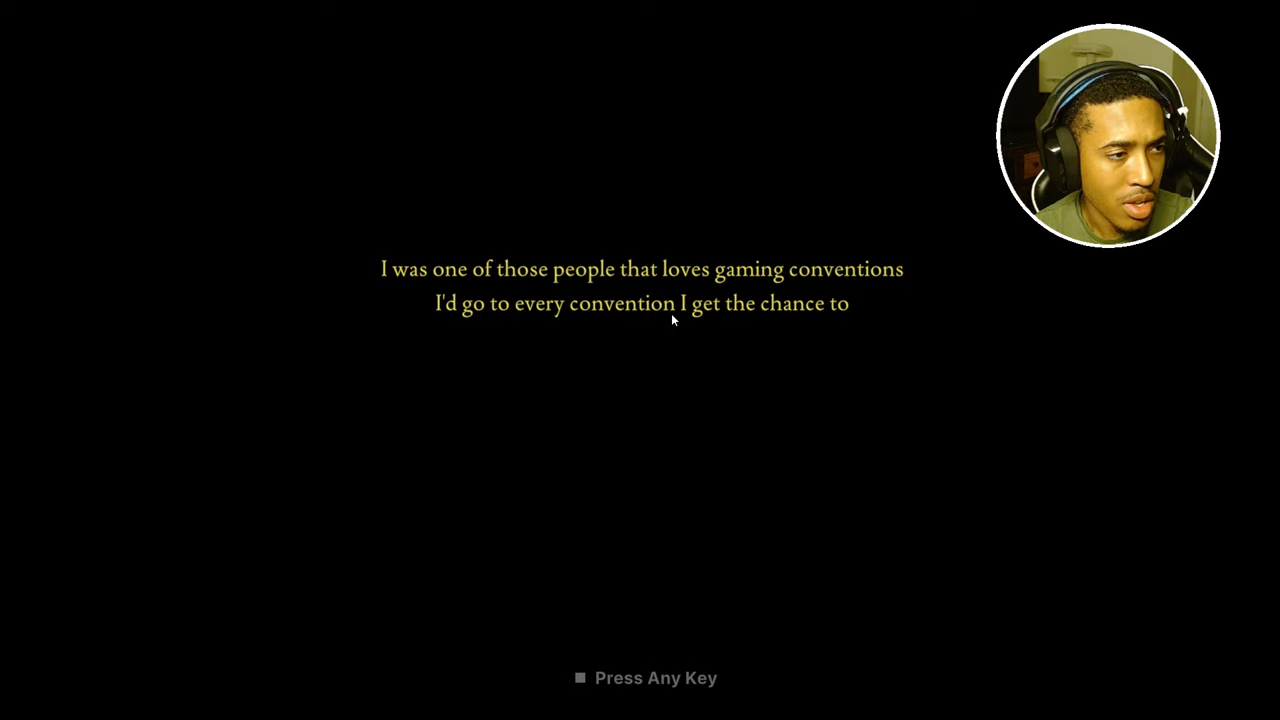 I was one of those people that loves gaming conventions
I'd go to every convention I get the chance to
Press Any Key